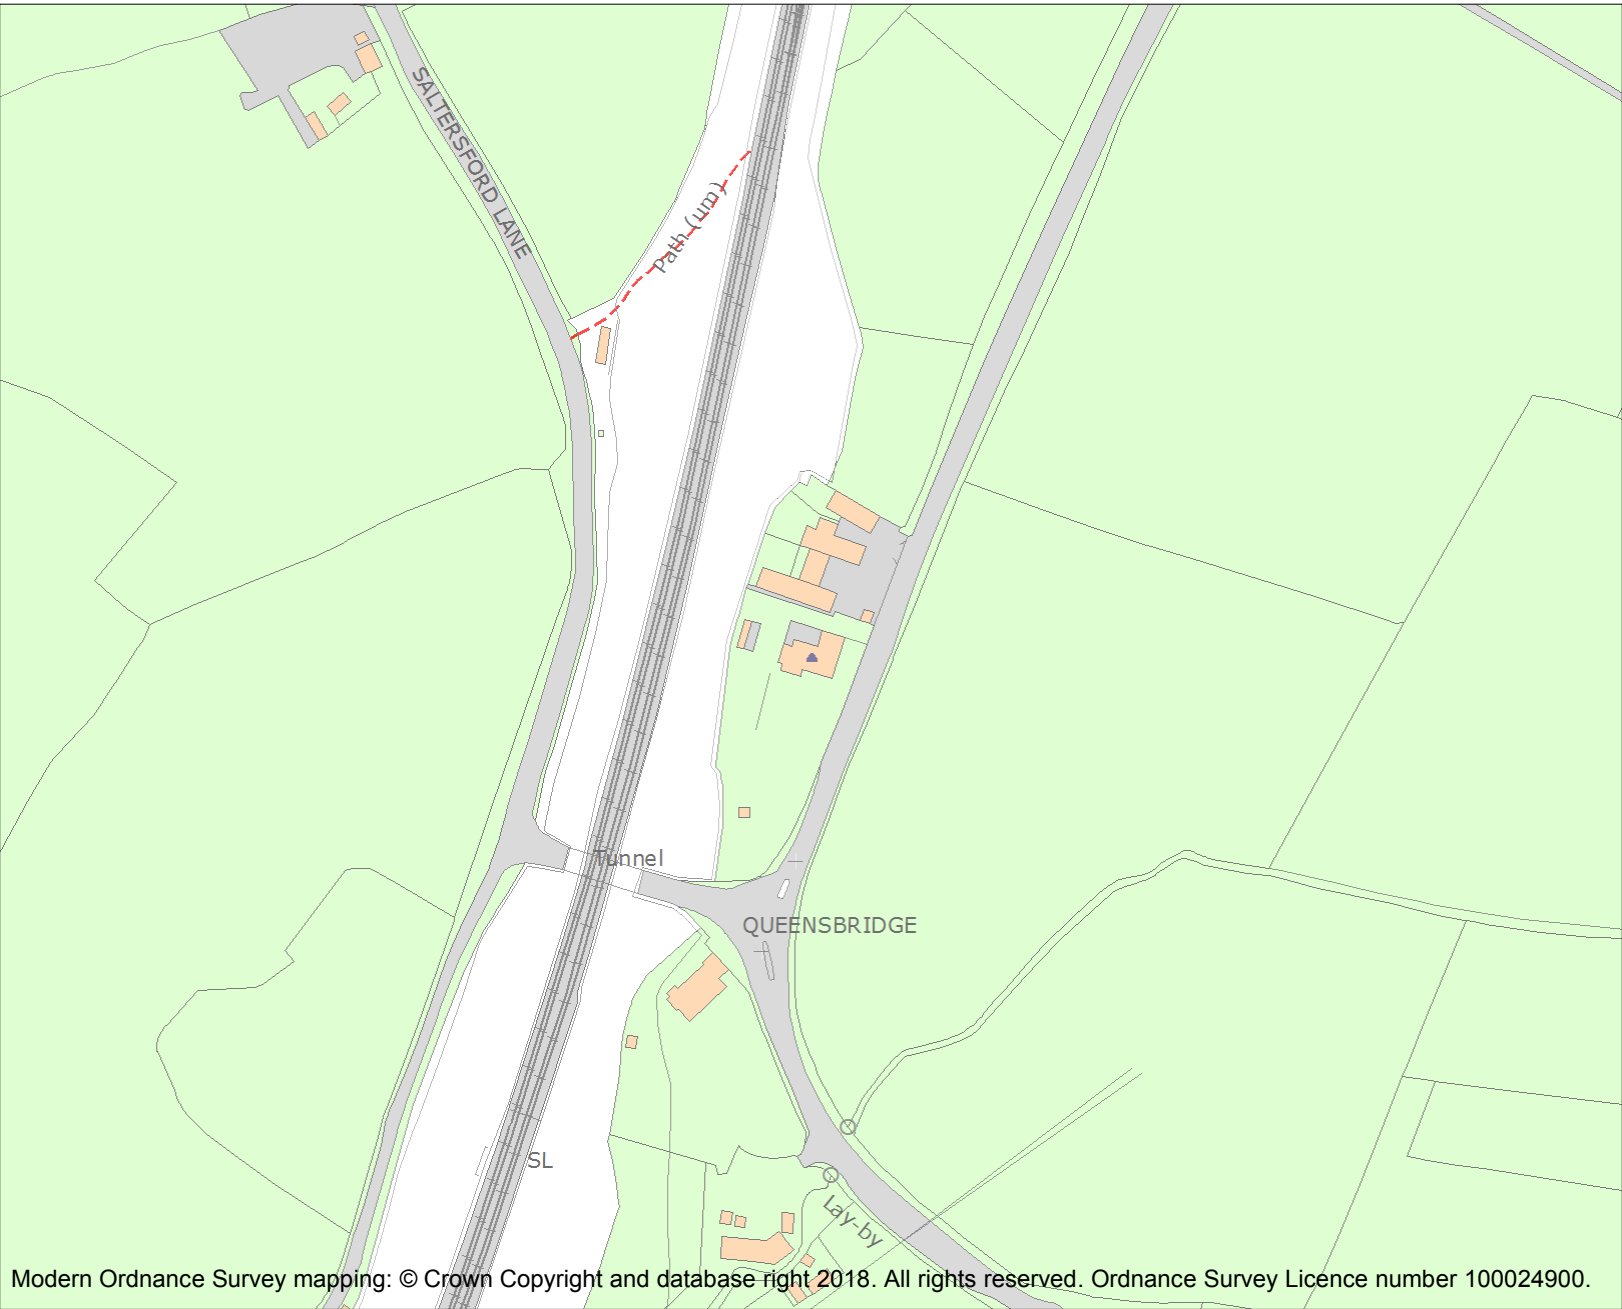 SALTERSFORD LANE
Path (um)
Tunnel
QUEENSBRIDGE
SL
Lay-by
Modern Ordnance Survey mapping: © Crown Copyright and database right 2018. All rights reserved. Ordnance Survey Licence number 100024900.